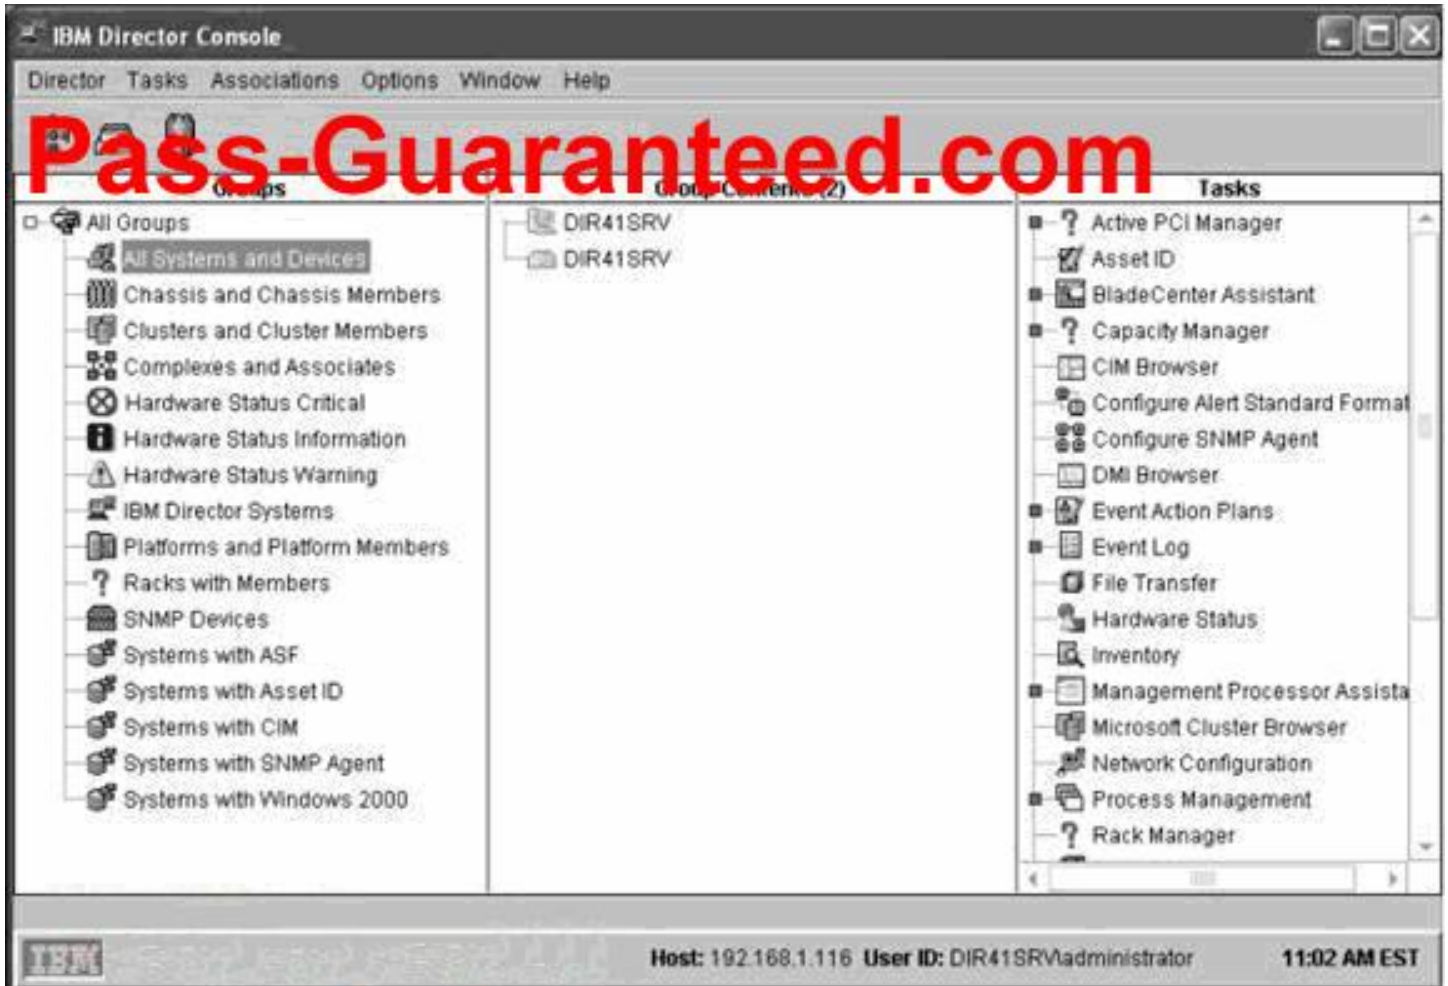 IBM Director Console
Director Tasks Associations Options Window Help
Pass-Guaranteed.com
Groups
All Groups
All Systems and Devices
Chassis and Chassis Members
Clusters and Cluster Members
Complexes and Associates
Hardware Status Critical
Hardware Status Information
Hardware Status Warning
IBM Director Systems
Platforms and Platform Members
Racks with Members
SNMP Devices
Systems with ASF
Systems with Asset ID
Systems with CIM
Systems with SNMP Agent
Systems with Windows 2000
Group Contents (2)
DIR41SRV
DIR41SRV
Tasks
Active PCI Manager
Asset ID
BladeCenter Assistant
Capacity Manager
CIM Browser
Configure Alert Standard Format
Configure SNMP Agent
DMI Browser
Event Action Plans
Event Log
File Transfer
Hardware Status
Inventory
Management Processor Assista
Microsoft Cluster Browser
Network Configuration
Process Management
Rack Manager
IBM
Host: 192.168.1.116 User ID: DIR41SRV\administrator
11:02 AM EST